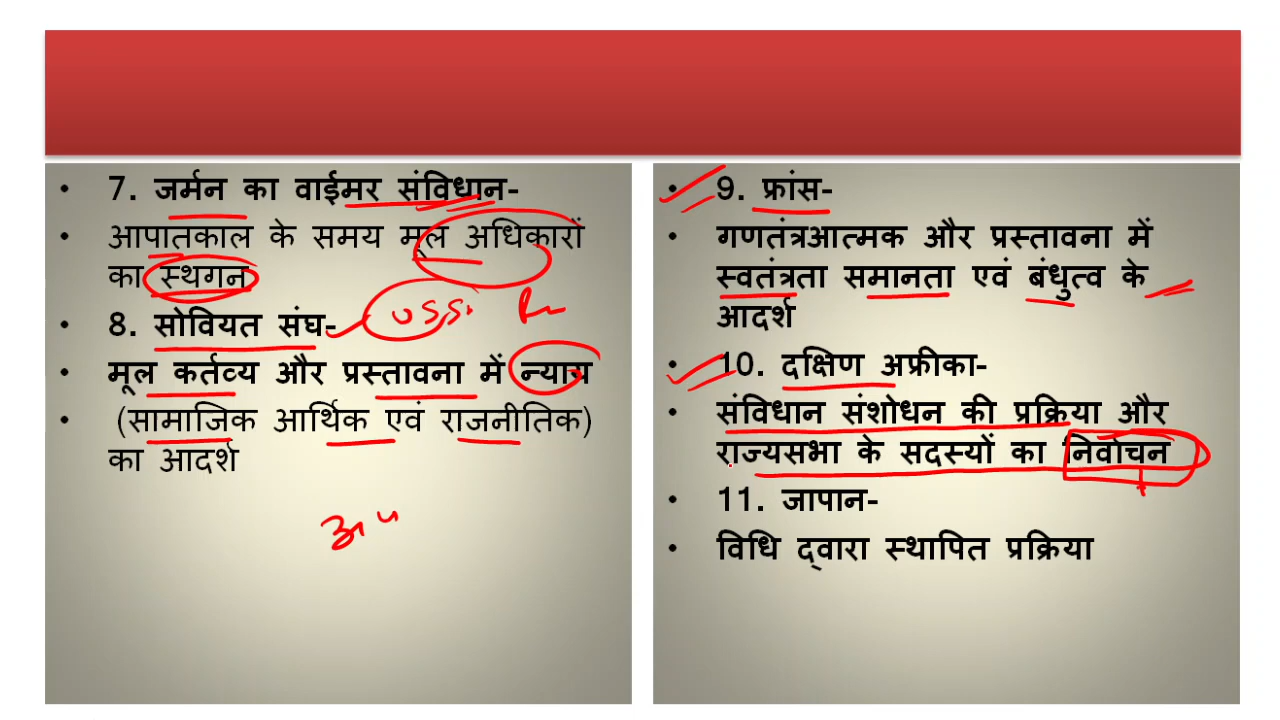 7. जर्मन का वाईमर संविधान-
आपातकाल के समय मूल अधिकारों
का स्थगन
8. सोवियत संघ-
मूल कर्तव्य और प्रस्तावना में न्याय
(सामाजिक आर्थिक एवं राजनीतिक)
का आदर्श
9. फ्रांस-
गणतंत्रआत्मक और प्रस्तावना में
स्वतंत्रता समानता एवं बंधुत्व के
आदर्श
10. दक्षिण अफ्रीका-
संविधान संशोधन की प्रक्रिया और
राज्यसभा के सदस्यों का निर्वाचन
11. जापान-
विधि द्वारा स्थापित प्रक्रिया